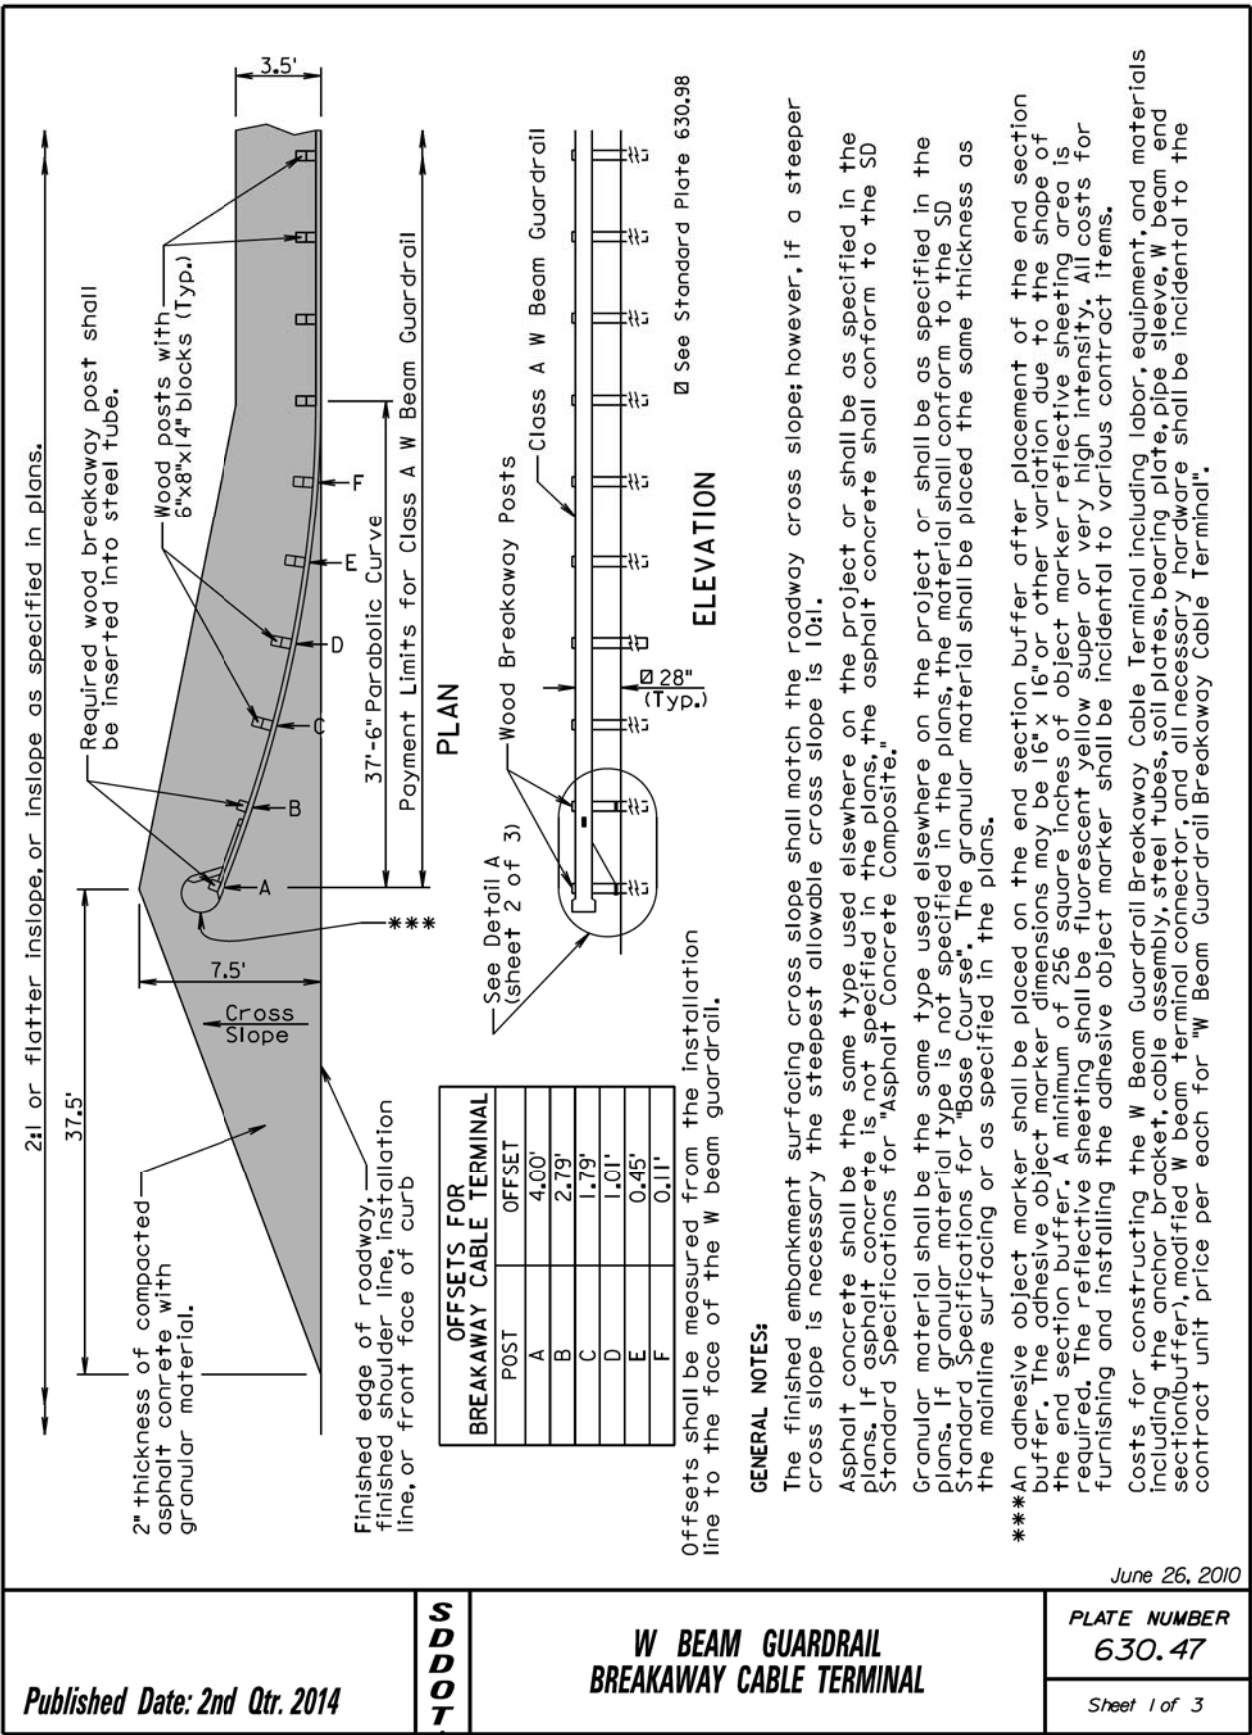 2:1 or flatter inslope, or inslope as specified in plans.
37.5'
3.5'
2" thickness of compacted
asphalt conrete with
granular material.
Required wood breakaway post shall
be inserted into steel tube.
Wood posts with
6"x8"x14" blocks (Typ.)
7.5'
Cross
Slope
A
B
C
D
E
F
***
37'-6" Parabolic Curve
Payment Limits for Class A W Beam Guardrail
Finished edge of roadway,
finished shoulder line, installation
line, or front face of curb
PLAN
See Detail A
(sheet 2 of 3)
Wood Breakaway Posts
Class A W Beam Guardrail
28"
(Typ.)
See Standard Plate 630.98
ELEVATION
OFFSETS FOR
BREAKAWAY CABLE TERMINAL
POST OFFSET
A 4.00'
B 2.79'
C 1.79'
D 1.01'
E 0.45'
F 0.11'
Offsets shall be measured from the installation
line to the face of the W beam guardrail.
GENERAL NOTES:
The finished embankment surfacing cross slope shall match the roadway cross slope; however, if a steeper
cross slope is necessary the steepest allowable cross slope is 10:1.
Asphalt concrete shall be the same type used elsewhere on the project or shall be as specified in the
plans. If asphalt concrete is not specified in the plans, the asphalt concrete shall conform to the SD
Standard Specifications for "Asphalt Concrete Composite."
Granular material shall be the same type used elsewhere on the project or shall be as specified in the
plans. If granular material type is not specified in the plans, the material shall conform to the SD
Standard Specifications for "Base Course". The granular material shall be placed the same thickness as
the mainline surfacing or as specified in the plans.
***An adhesive object marker shall be placed on the end section buffer after placement of the end section
buffer. The adhesive object marker dimensions may be 16" x 16" or other variation due to the shape of
the end section buffer. A minimum of 256 square inches of object marker reflective sheeting area is
required. The reflective sheeting shall be fluorescent yellow super or very high intensity. All costs for
furnishing and installing the adhesive object marker shall be incidental to various contract items.
Costs for constructing the W Beam Guardrail Breakaway Cable Terminal including labor, equipment, and materials
including the anchor bracket, cable assembly, steel tubes, soil plates, bearing plate, pipe sleeve, W beam end
section(buffer), modified W beam terminal connector, and all necessary hardware shall be incidental to the
contract unit price per each for "W Beam Guardrail Breakaway Cable Terminal".
June 26, 2010
Published Date: 2nd Qtr. 2014
SDDOT
W BEAM GUARDRAIL
BREAKAWAY CABLE TERMINAL
PLATE NUMBER
630.47
Sheet 1 of 3